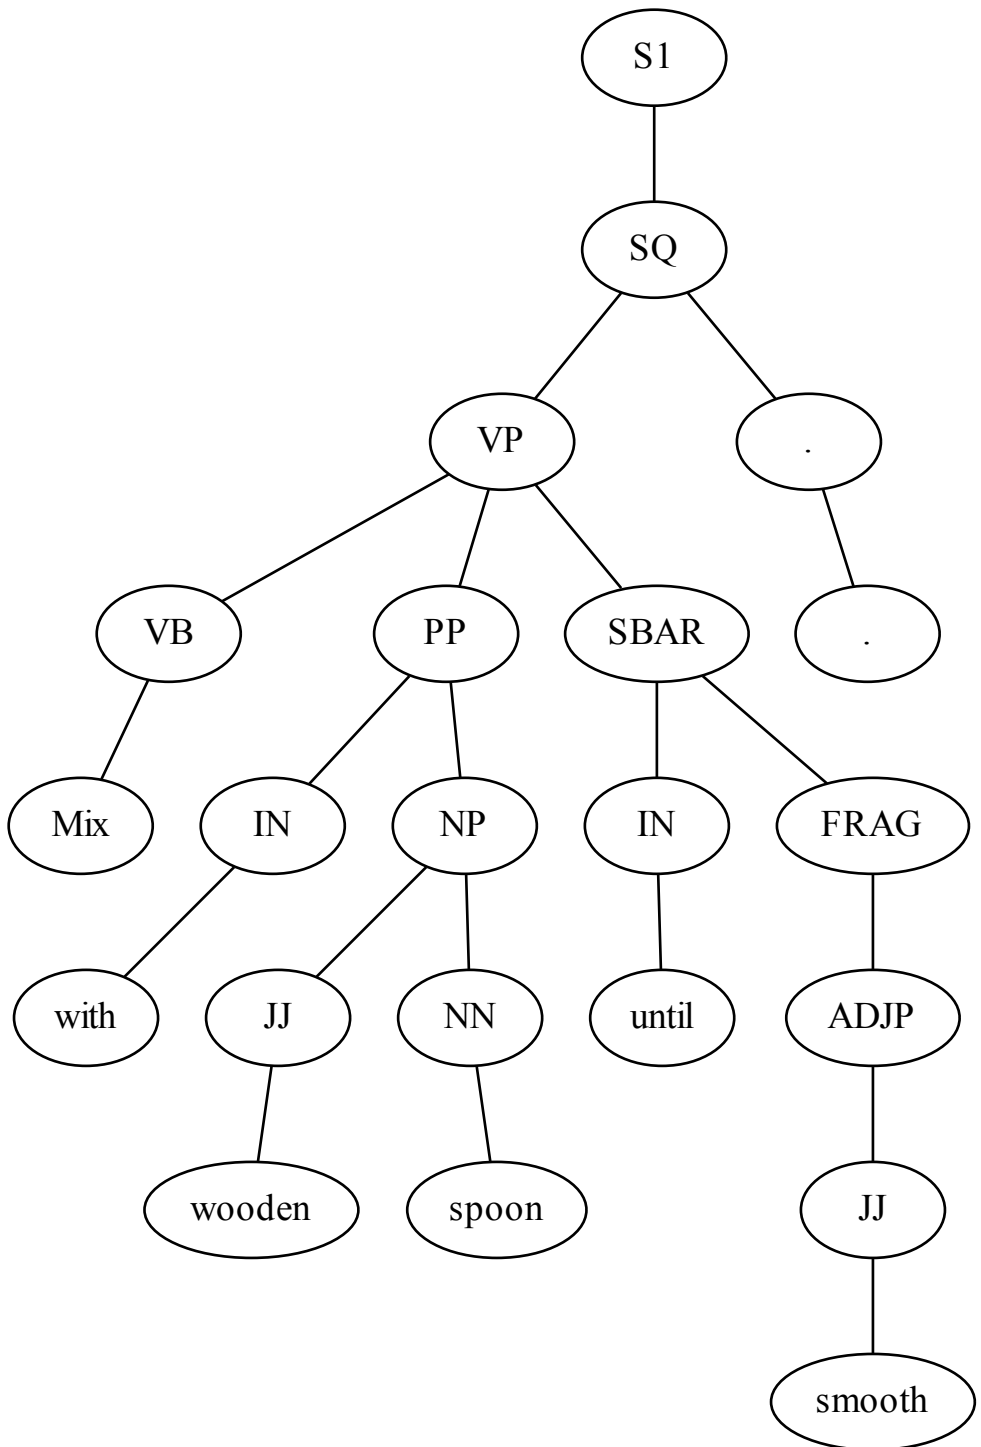 S1
SQ
VP .
VB PP SBAR .
Mix IN NP IN FRAG
with JJ NN until ADJP
wooden spoon JJ
smooth